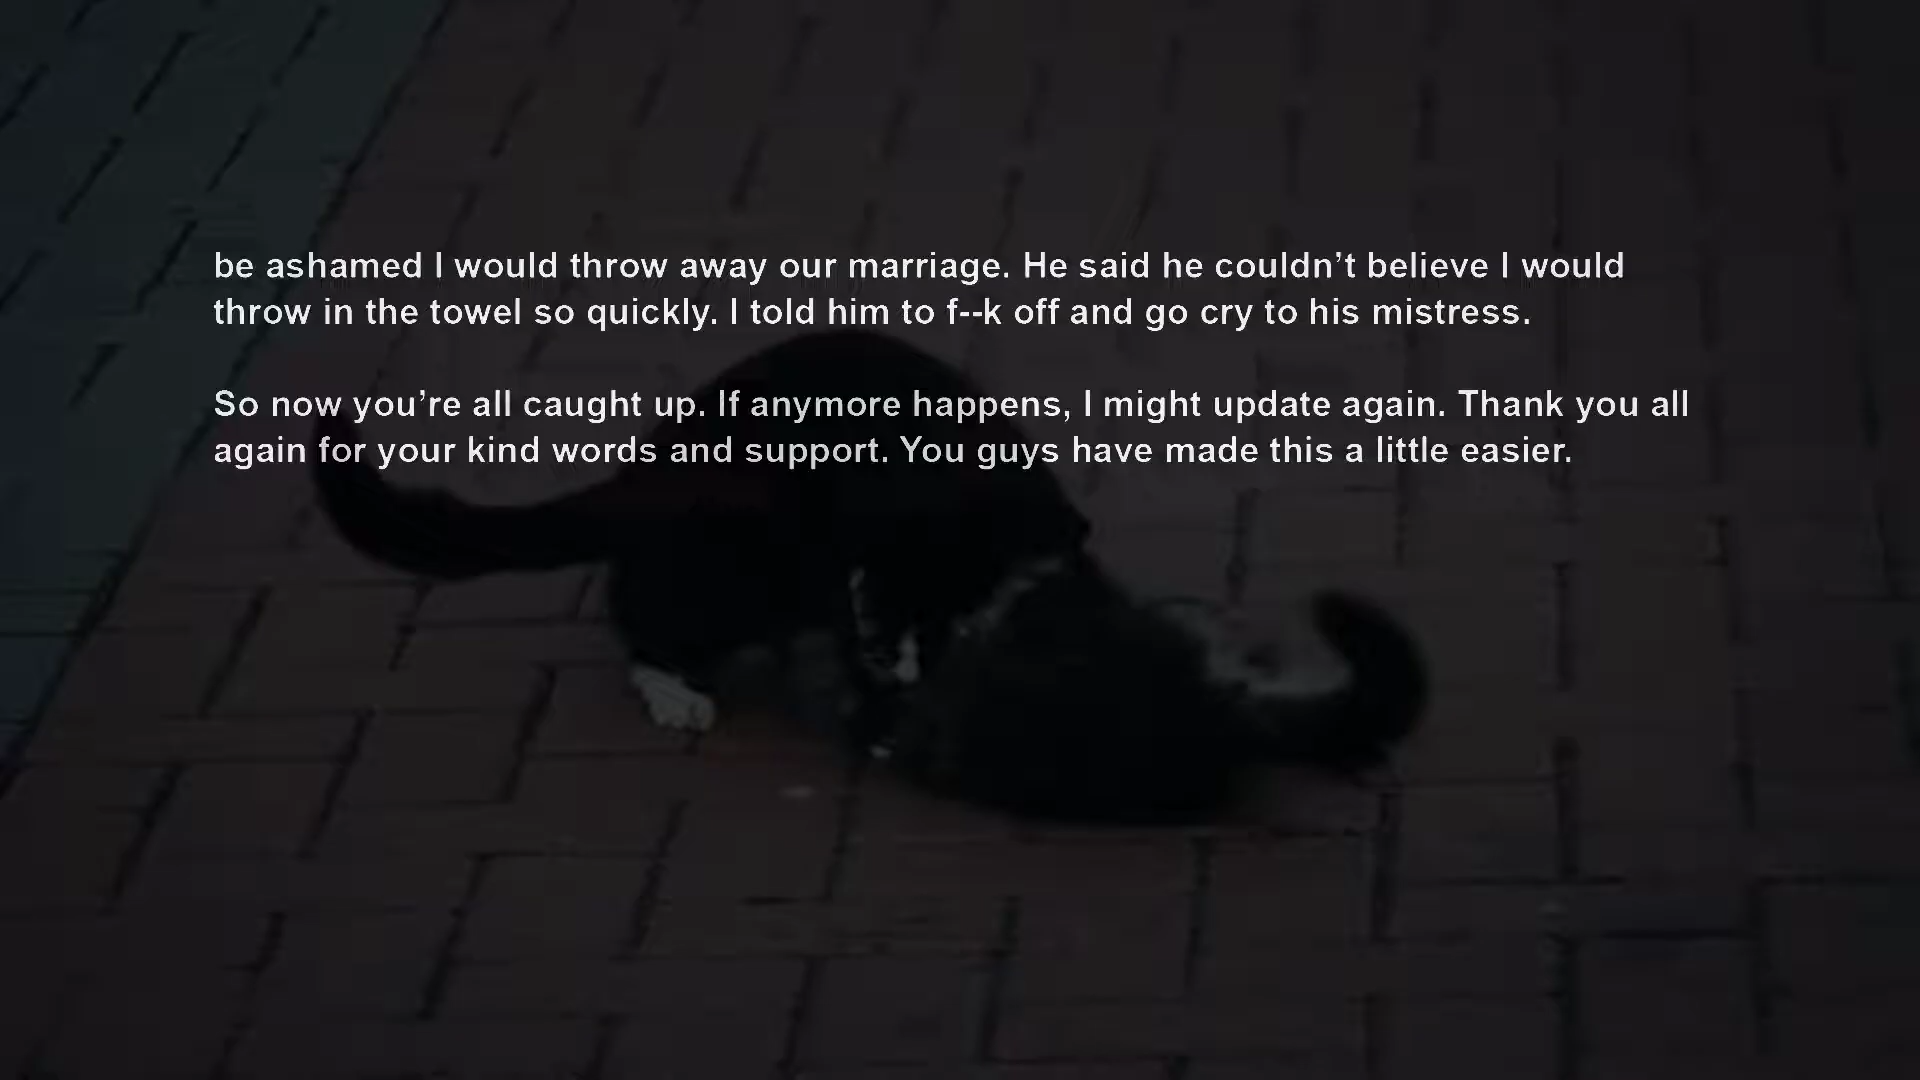 be ashamed I would throw away our marriage. He said he couldn’t believe I would
throw in the towel so quickly. I told him to f--k off and go cry to his mistress.
So now you’re all caught up. If anymore happens, I might update again. Thank you all
again for your kind words and support. You guys have made this a little easier.